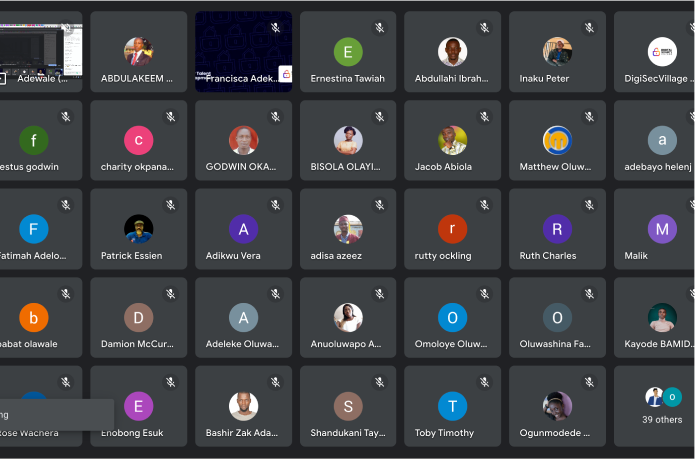 Adewale (...
ABDULAKEEM ...
Francisca Adek...
E
Ernestina Tawiah
Abdullahi Ibrah...
Inaku Peter
DigiSecVillage ...
f
estus godwin
c
charity okpana...
GODWIN OKA...
BISOLA OLAYI...
Jacob Abiola
Matthew Oluw...
a
adebayo helenj
F
Fatimah Adelo...
Patrick Essien
A
Adikwu Vera
adisa azeez
r
rutty ockling
R
Ruth Charles
M
Malik
b
babat olawale
D
Damion McCur...
A
Adeleke Oluwa...
Anuoluwapo A...
O
Omoloye Oluw...
O
Oluwashina Fa...
Kayode BAMID...
ng
Rose Wachera
E
Enobong Esuk
Bashir Zak Ada...
S
Shandukani Tay...
T
Toby Timothy
Ogunmodede ...
o
39 others